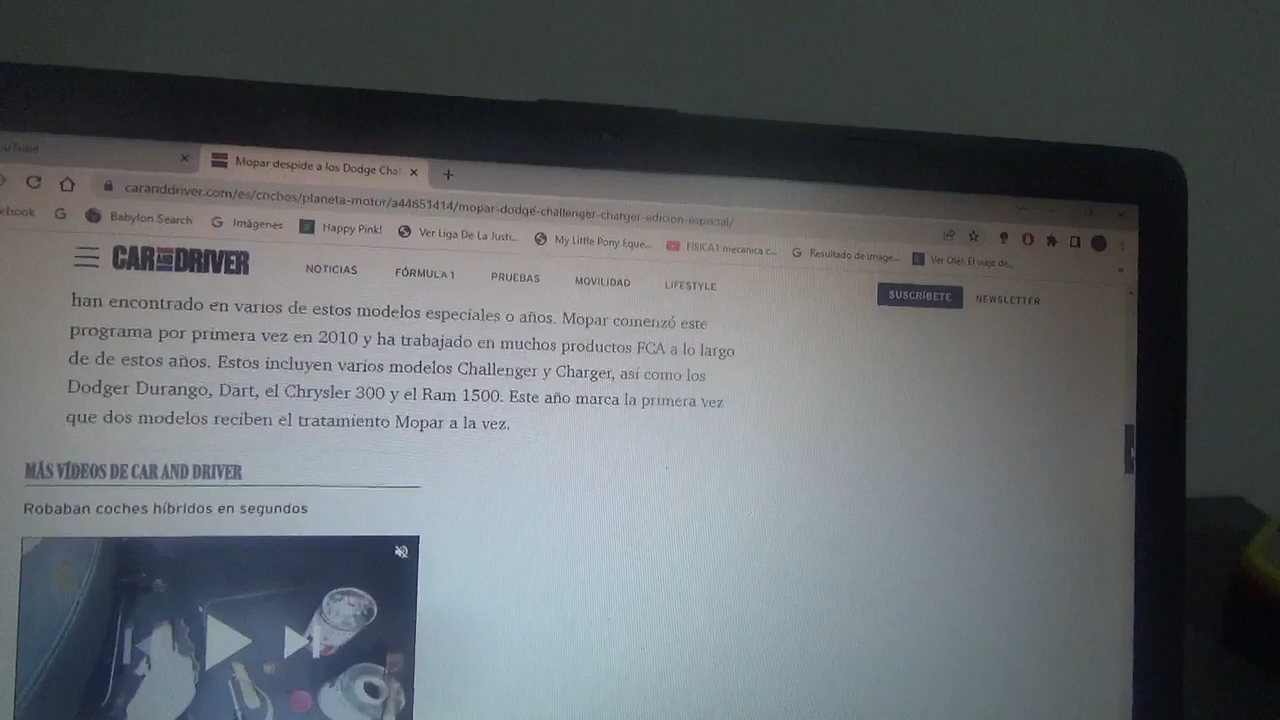 Mopar despide a los Dodge Cha
caranddriver.com/es/coches/planeta-motor/a44651414/mopar-dodge-challenger-charger-edicion-especial/
ebook
Babylon Search
Imágenes
Happy Pink!
Ver Liga De La Justi...
My Little Pony Eque...
FISICA1 mecanica c...
Resultado de image...
Ver Olé! El viaje de...
CAR AND DRIVER
NOTICIAS
FÓRMULA 1
PRUEBAS
MOVILIDAD
LIFESTYLE
SUSCRÍBETE
NEWSLETTER
han encontrado en varios de estos modelos especiales o años. Mopar comenzó este
programa por primera vez en 2010 y ha trabajado en muchos productos FCA a lo largo
de de estos años. Estos incluyen varios modelos Challenger y Charger, así como los
Dodger Durango, Dart, el Chrysler 300 y el Ram 1500. Este año marca la primera vez
que dos modelos reciben el tratamiento Mopar a la vez.
MÁS VÍDEOS DE CAR AND DRIVER
Robaban coches híbridos en segundos